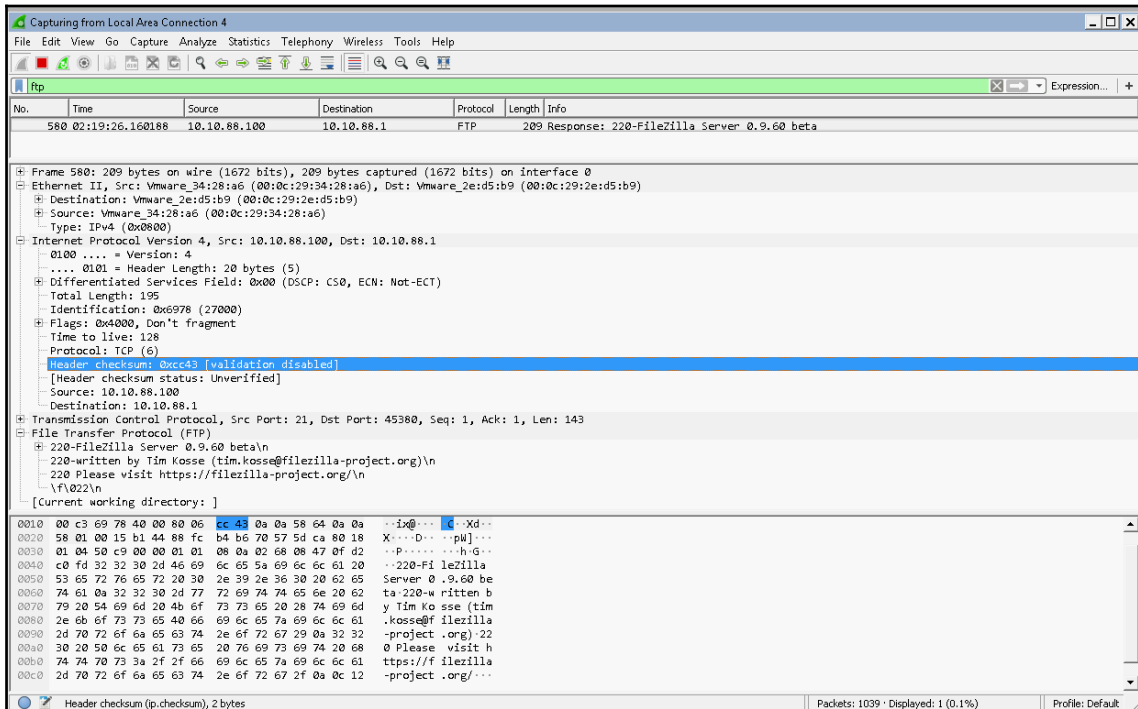 Capturing from Local Area Connection 4
File Edit View Go Capture Analyze Statistics Telephony Wireless Tools Help
ftp Expression... +
No. Time Source Destination Protocol Length Info
580 02:19:26.160188 10.10.88.100 10.10.88.1 FTP 209 Response: 220-FileZilla Server 0.9.60 beta
Frame 580: 209 bytes on wire (1672 bits), 209 bytes captured (1672 bits) on interface 0
Ethernet II, Src: Vmware_34:28:a6 (00:0c:29:34:28:a6), Dst: Vmware_2e:d5:b9 (00:0c:29:2e:d5:b9)
Destination: Vmware_2e:d5:b9 (00:0c:29:2e:d5:b9)
Source: Vmware_34:28:a6 (00:0c:29:34:28:a6)
Type: IPv4 (0x0800)
Internet Protocol Version 4, Src: 10.10.88.100, Dst: 10.10.88.1
0100 .... = Version: 4
.... 0101 = Header Length: 20 bytes (5)
Differentiated Services Field: 0x00 (DSCP: CS0, ECN: Not-ECT)
Total Length: 195
Identification: 0x6978 (27000)
Flags: 0x4000, Don't fragment
Time to live: 128
Protocol: TCP (6)
Header checksum: 0xcc43 [validation disabled]
[Header checksum status: Unverified]
Source: 10.10.88.100
Destination: 10.10.88.1
Transmission Control Protocol, Src Port: 21, Dst Port: 45380, Seq: 1, Ack: 1, Len: 143
File Transfer Protocol (FTP)
220-FileZilla Server 0.9.60 beta\n
220-written by Tim Kosse (tim.kosse@filezilla-project.org)\n
220 Please visit https://filezilla-project.org/\n
\f\022\n
[Current working directory: ]
0010 00 c3 69 78 40 00 80 06 cc 43 0a 0a 58 64 0a 0a ··ix@··· ·C··Xd··
0020 58 01 00 15 b1 44 88 fc b4 b6 70 57 5d ca 80 18 X····D·· ··pW]···
0030 01 04 50 c9 00 00 01 01 08 0a 02 68 08 47 0f d2 ··P····· ···h·G··
0040 c0 fd 32 32 30 2d 46 69 6c 65 5a 69 6c 6c 61 20 ··220-Fi leZilla
0050 53 65 72 76 65 72 20 30 2e 39 2e 36 30 20 62 65 Server 0 .9.60 be
0060 74 61 0a 32 32 30 2d 77 72 69 74 74 65 6e 20 62 ta·220-w ritten b
0070 79 20 54 69 6d 20 4b 6f 73 73 65 20 28 74 69 6d y Tim Ko sse (tim
0080 2e 6b 6f 73 73 65 40 66 69 6c 65 7a 69 6c 6c 61 .kosse@f ilezilla
0090 2d 70 72 6f 6a 65 63 74 2e 6f 72 67 29 0a 32 32 -project .org)·22
00a0 30 20 50 6c 65 61 73 65 20 76 69 73 69 74 20 68 0 Please visit h
00b0 74 74 70 73 3a 2f 2f 66 69 6c 65 7a 69 6c 6c 61 ttps://f ilezilla
00c0 2d 70 72 6f 6a 65 63 74 2e 6f 72 67 2f 0a 0c 12 -project .org/···
Header checksum (ip.checksum), 2 bytes Packets: 1039 · Displayed: 1 (0.1%) Profile: Default